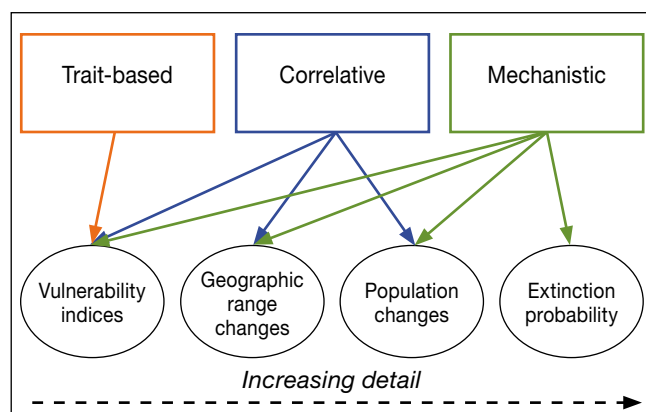 Trait-based
Correlative
Mechanistic
Vulnerability
indices
Geographic
range
changes
Population
changes
Extinction
probability
Increasing detail